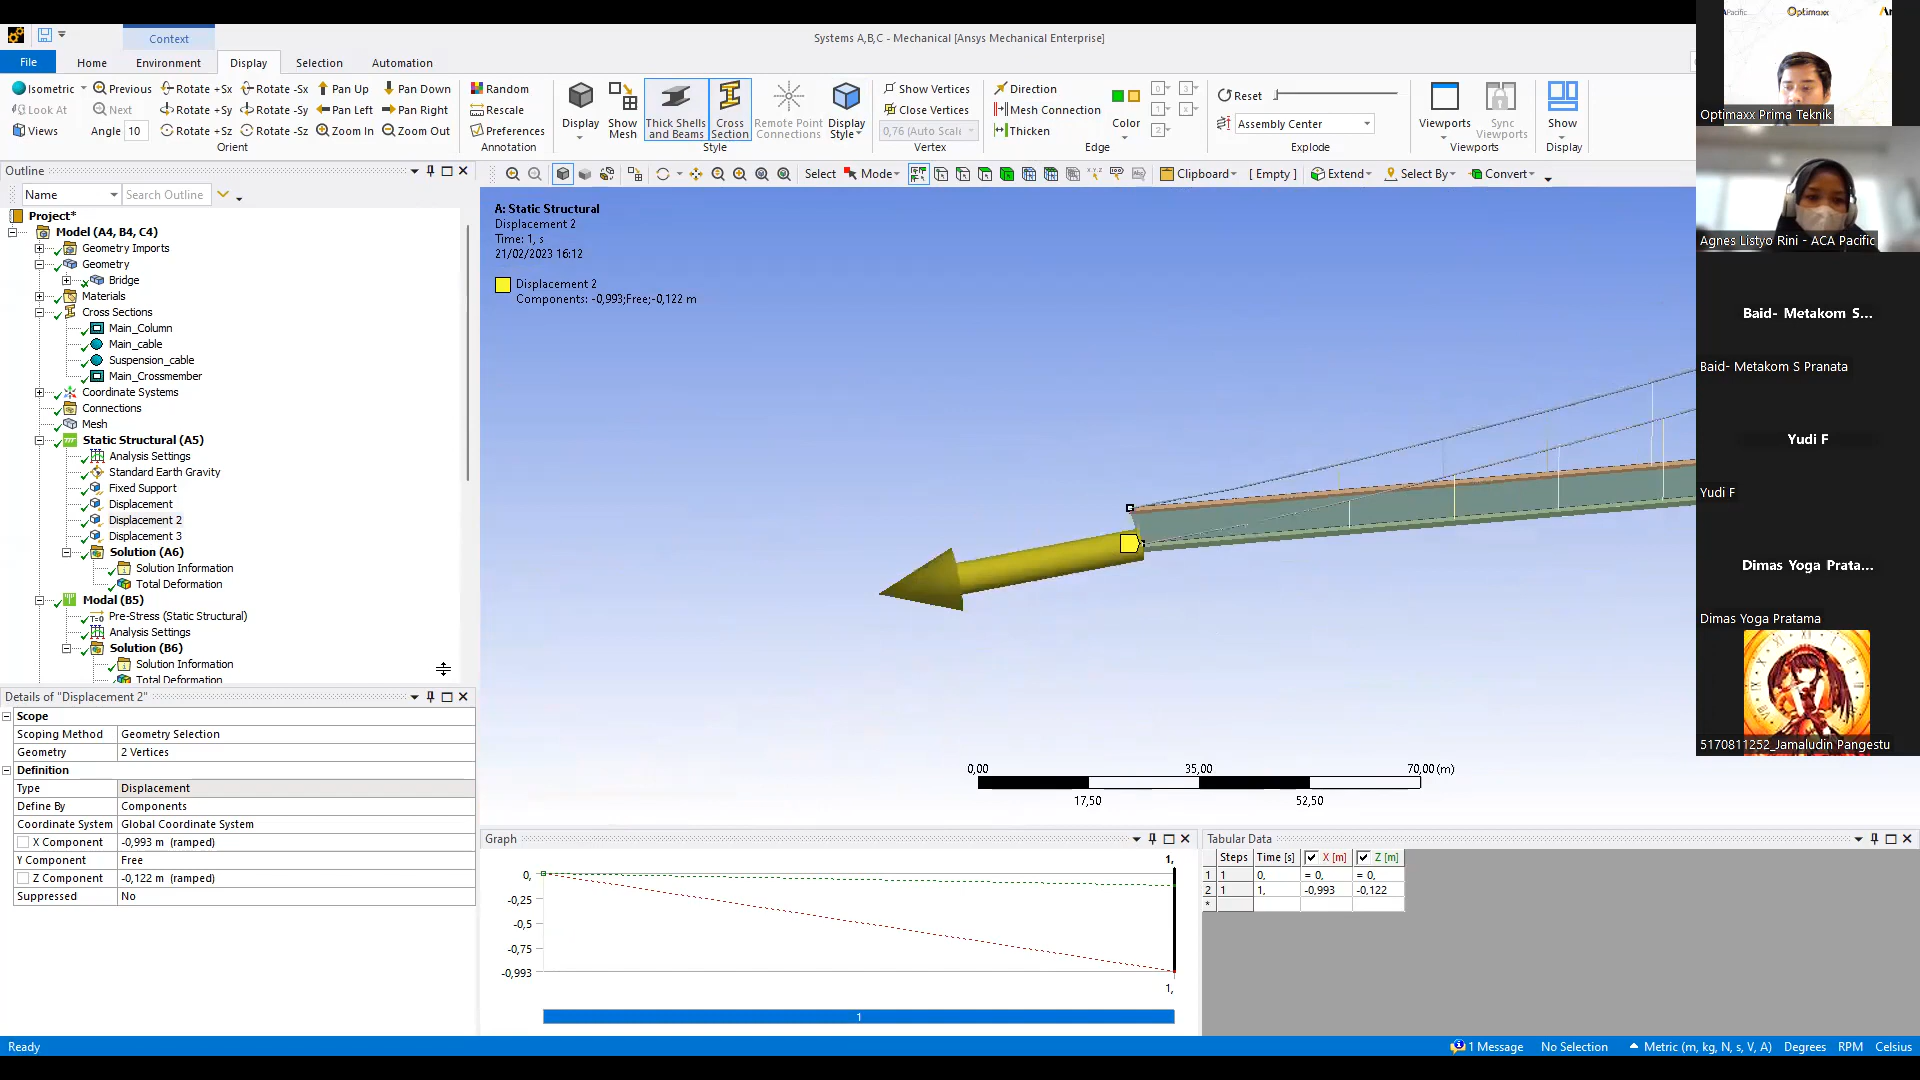 Systems A,B,C - Mechanical [Ansys Mechanical Enterprise]
Context
File
Home
Environment
Display
Selection
Automation
Isometric
Previous
Rotate +Sx
Rotate -Sx
Pan Up
Pan Down
Look At
Next
Rotate +Sy
Rotate -Sy
Pan Left
Pan Right
Views
Angle 10
Rotate +Sz
Rotate -Sz
Zoom In
Zoom Out
Orient
Random
Rescale
Preferences
Annotation
Display
Show
Mesh
Thick Shells
and Beams
Cross
Section
Remote Point
Connections
Display
Style
Style
Show Vertices
Close Vertices
0,76 (Auto Scale
Vertex
Direction
Mesh Connection
Thicken
Color
Edge
Reset
Assembly Center
Explode
Viewports
Sync
Viewports
Viewports
Show
Display
Outline
Name
Search Outline
Select
Mode
Clipboard
[ Empty ]
Extend
Select By
Convert
Project*
Model (A4, B4, C4)
Geometry Imports
Geometry
Bridge
Materials
Cross Sections
Main_Column
Main_cable
Suspension_cable
Main_Crossmember
Coordinate Systems
Connections
Mesh
Static Structural (A5)
Analysis Settings
Standard Earth Gravity
Fixed Support
Displacement
Displacement 2
Displacement 3
Solution (A6)
Solution Information
Total Deformation
Modal (B5)
Pre-Stress (Static Structural)
Analysis Settings
Solution (B6)
Solution Information
Total Deformation
A: Static Structural
Displacement 2
Time: 1, s
21/02/2023 16:12
Displacement 2
Components: -0,993;Free;-0,122 m
0,00
35,00
70,00 (m)
17,50
52,50
Details of "Displacement 2"
Scope
Scoping Method Geometry Selection
Geometry 2 Vertices
Definition
Type Displacement
Define By Components
Coordinate System Global Coordinate System
X Component -0,993 m (ramped)
Y Component Free
Z Component -0,122 m (ramped)
Suppressed No
Graph
1,
0,
-0,25
-0,5
-0,75
-0,993
1,
1
Tabular Data
Steps Time [s] X [m] Z [m]
1 1 0, = 0, = 0,
2 1 1, -0,993 -0,122
*
Ready
1 Message
No Selection
Metric (m, kg, N, s, V, A)
Degrees
RPM
Celsius
Optimaxx
Optimaxx Prima Teknik
Agnes Listyo Rini - ACA Pacific
Baid- Metakom S...
Baid- Metakom S Pranata
Yudi F
Yudi F
Dimas Yoga Prata...
Dimas Yoga Pratama
5170811252_Jamaludin Pangestu